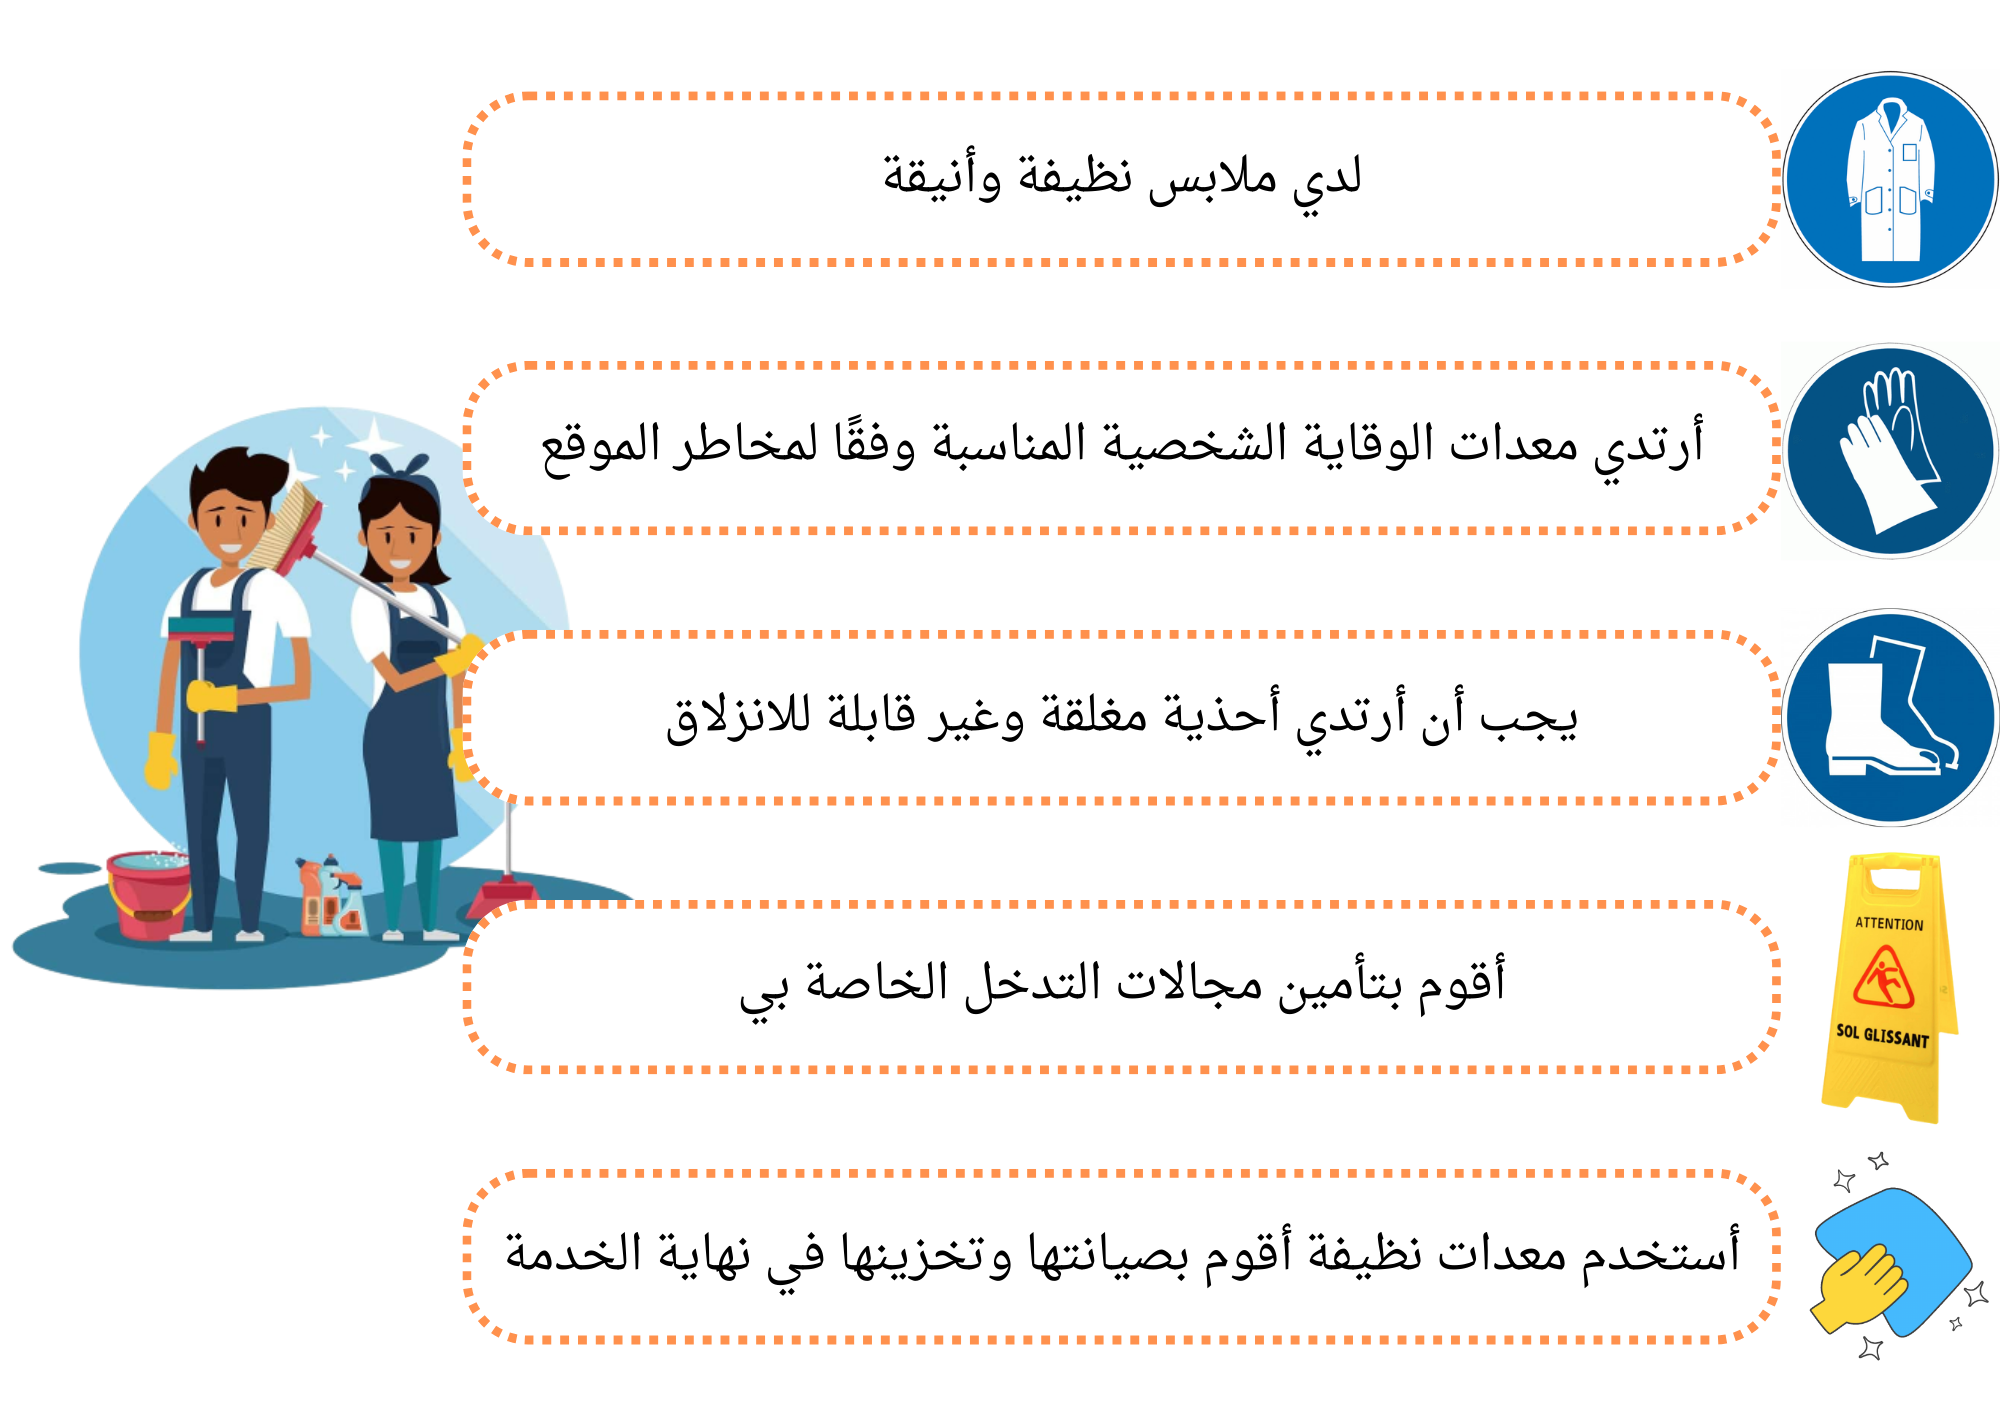 لدي ملابس نظيفة وأنيقة
أرتدي معدات الوقاية الشخصية المناسبة وفقًا لمخاطر الموقع
يجب أن أرتدي أحذية مغلقة وغير قابلة للانزلاق
ATTENTION
SOL GLISSANT
أقوم بتأمين مجالات التدخل الخاصة بي
أستخدم معدات نظيفة أقوم بصيانتها وتخزينها في نهاية الخدمة